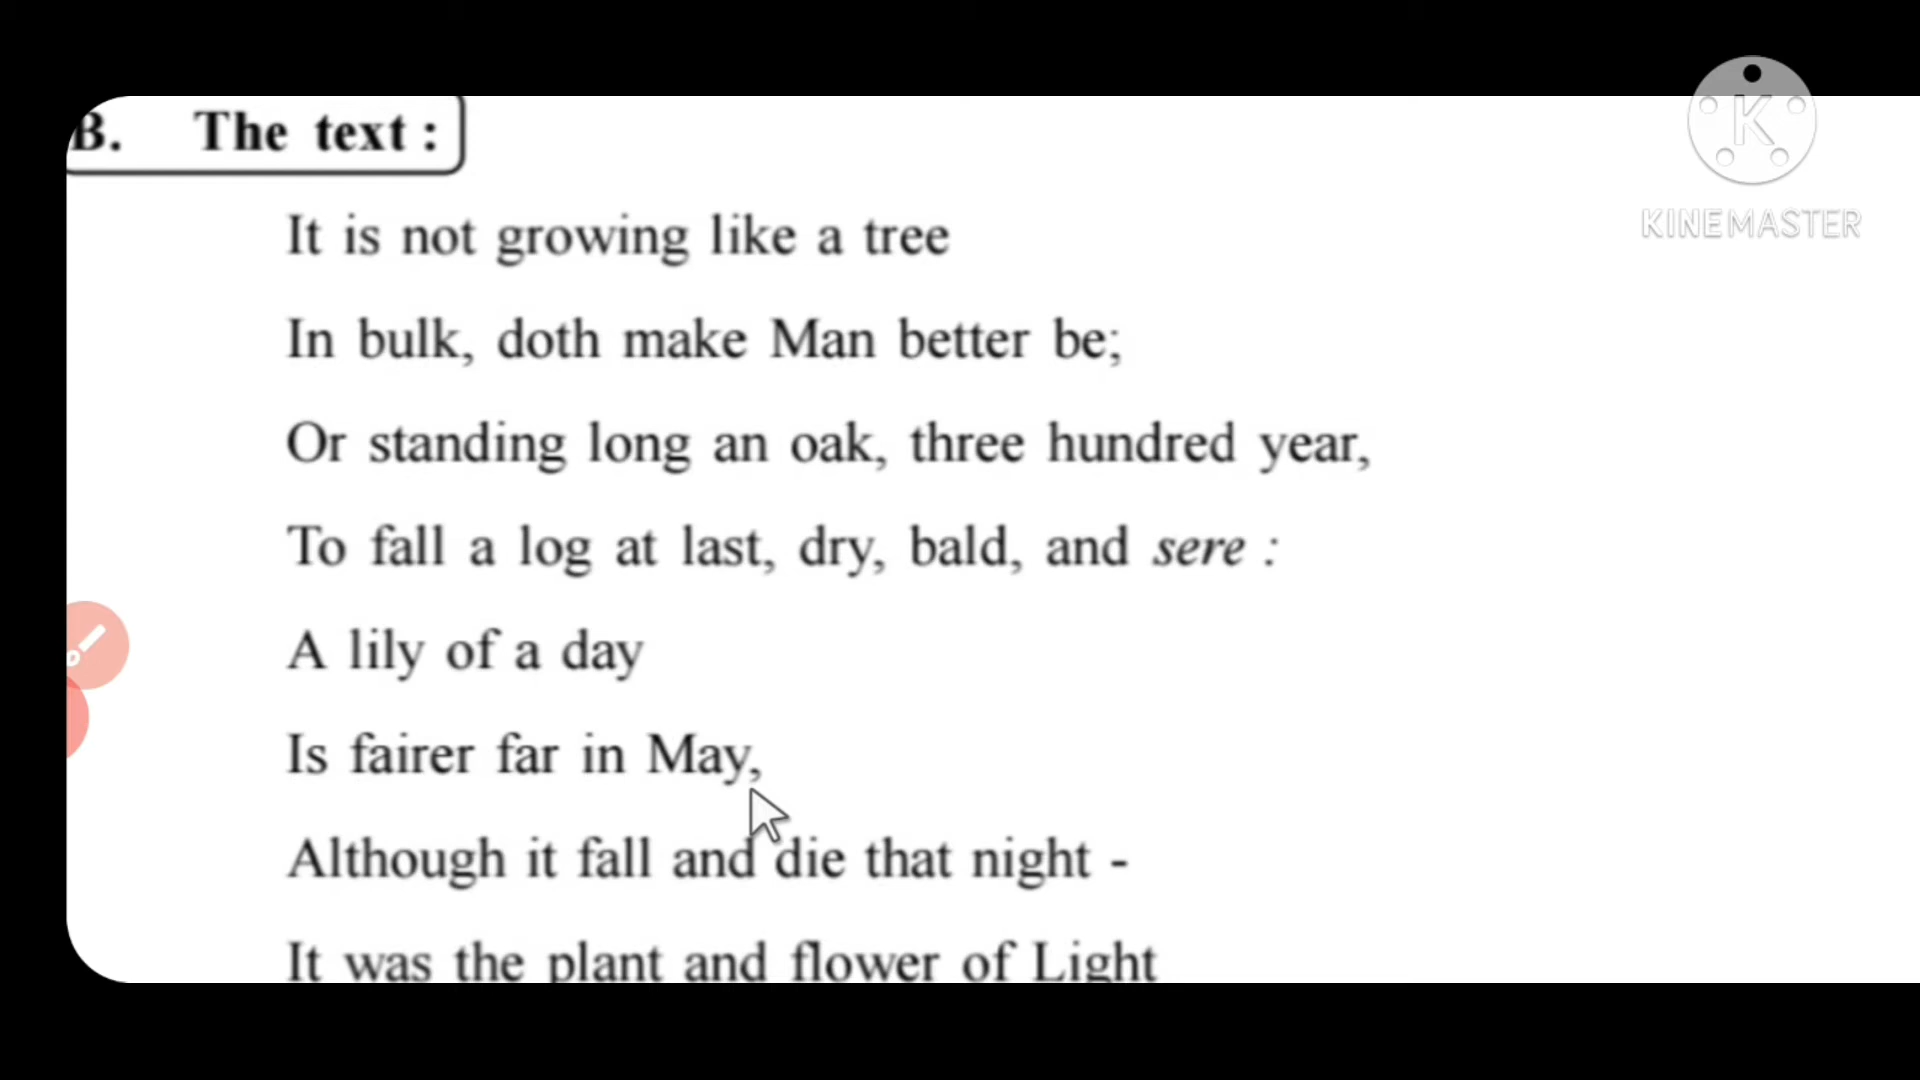 B. The text :
K
KINEMASTER
It is not growing like a tree
In bulk, doth make Man better be;
Or standing long an oak, three hundred year,
To fall a log at last, dry, bald, and sere :
A lily of a day
Is fairer far in May,
Although it fall and die that night -
It was the plant and flower of Light